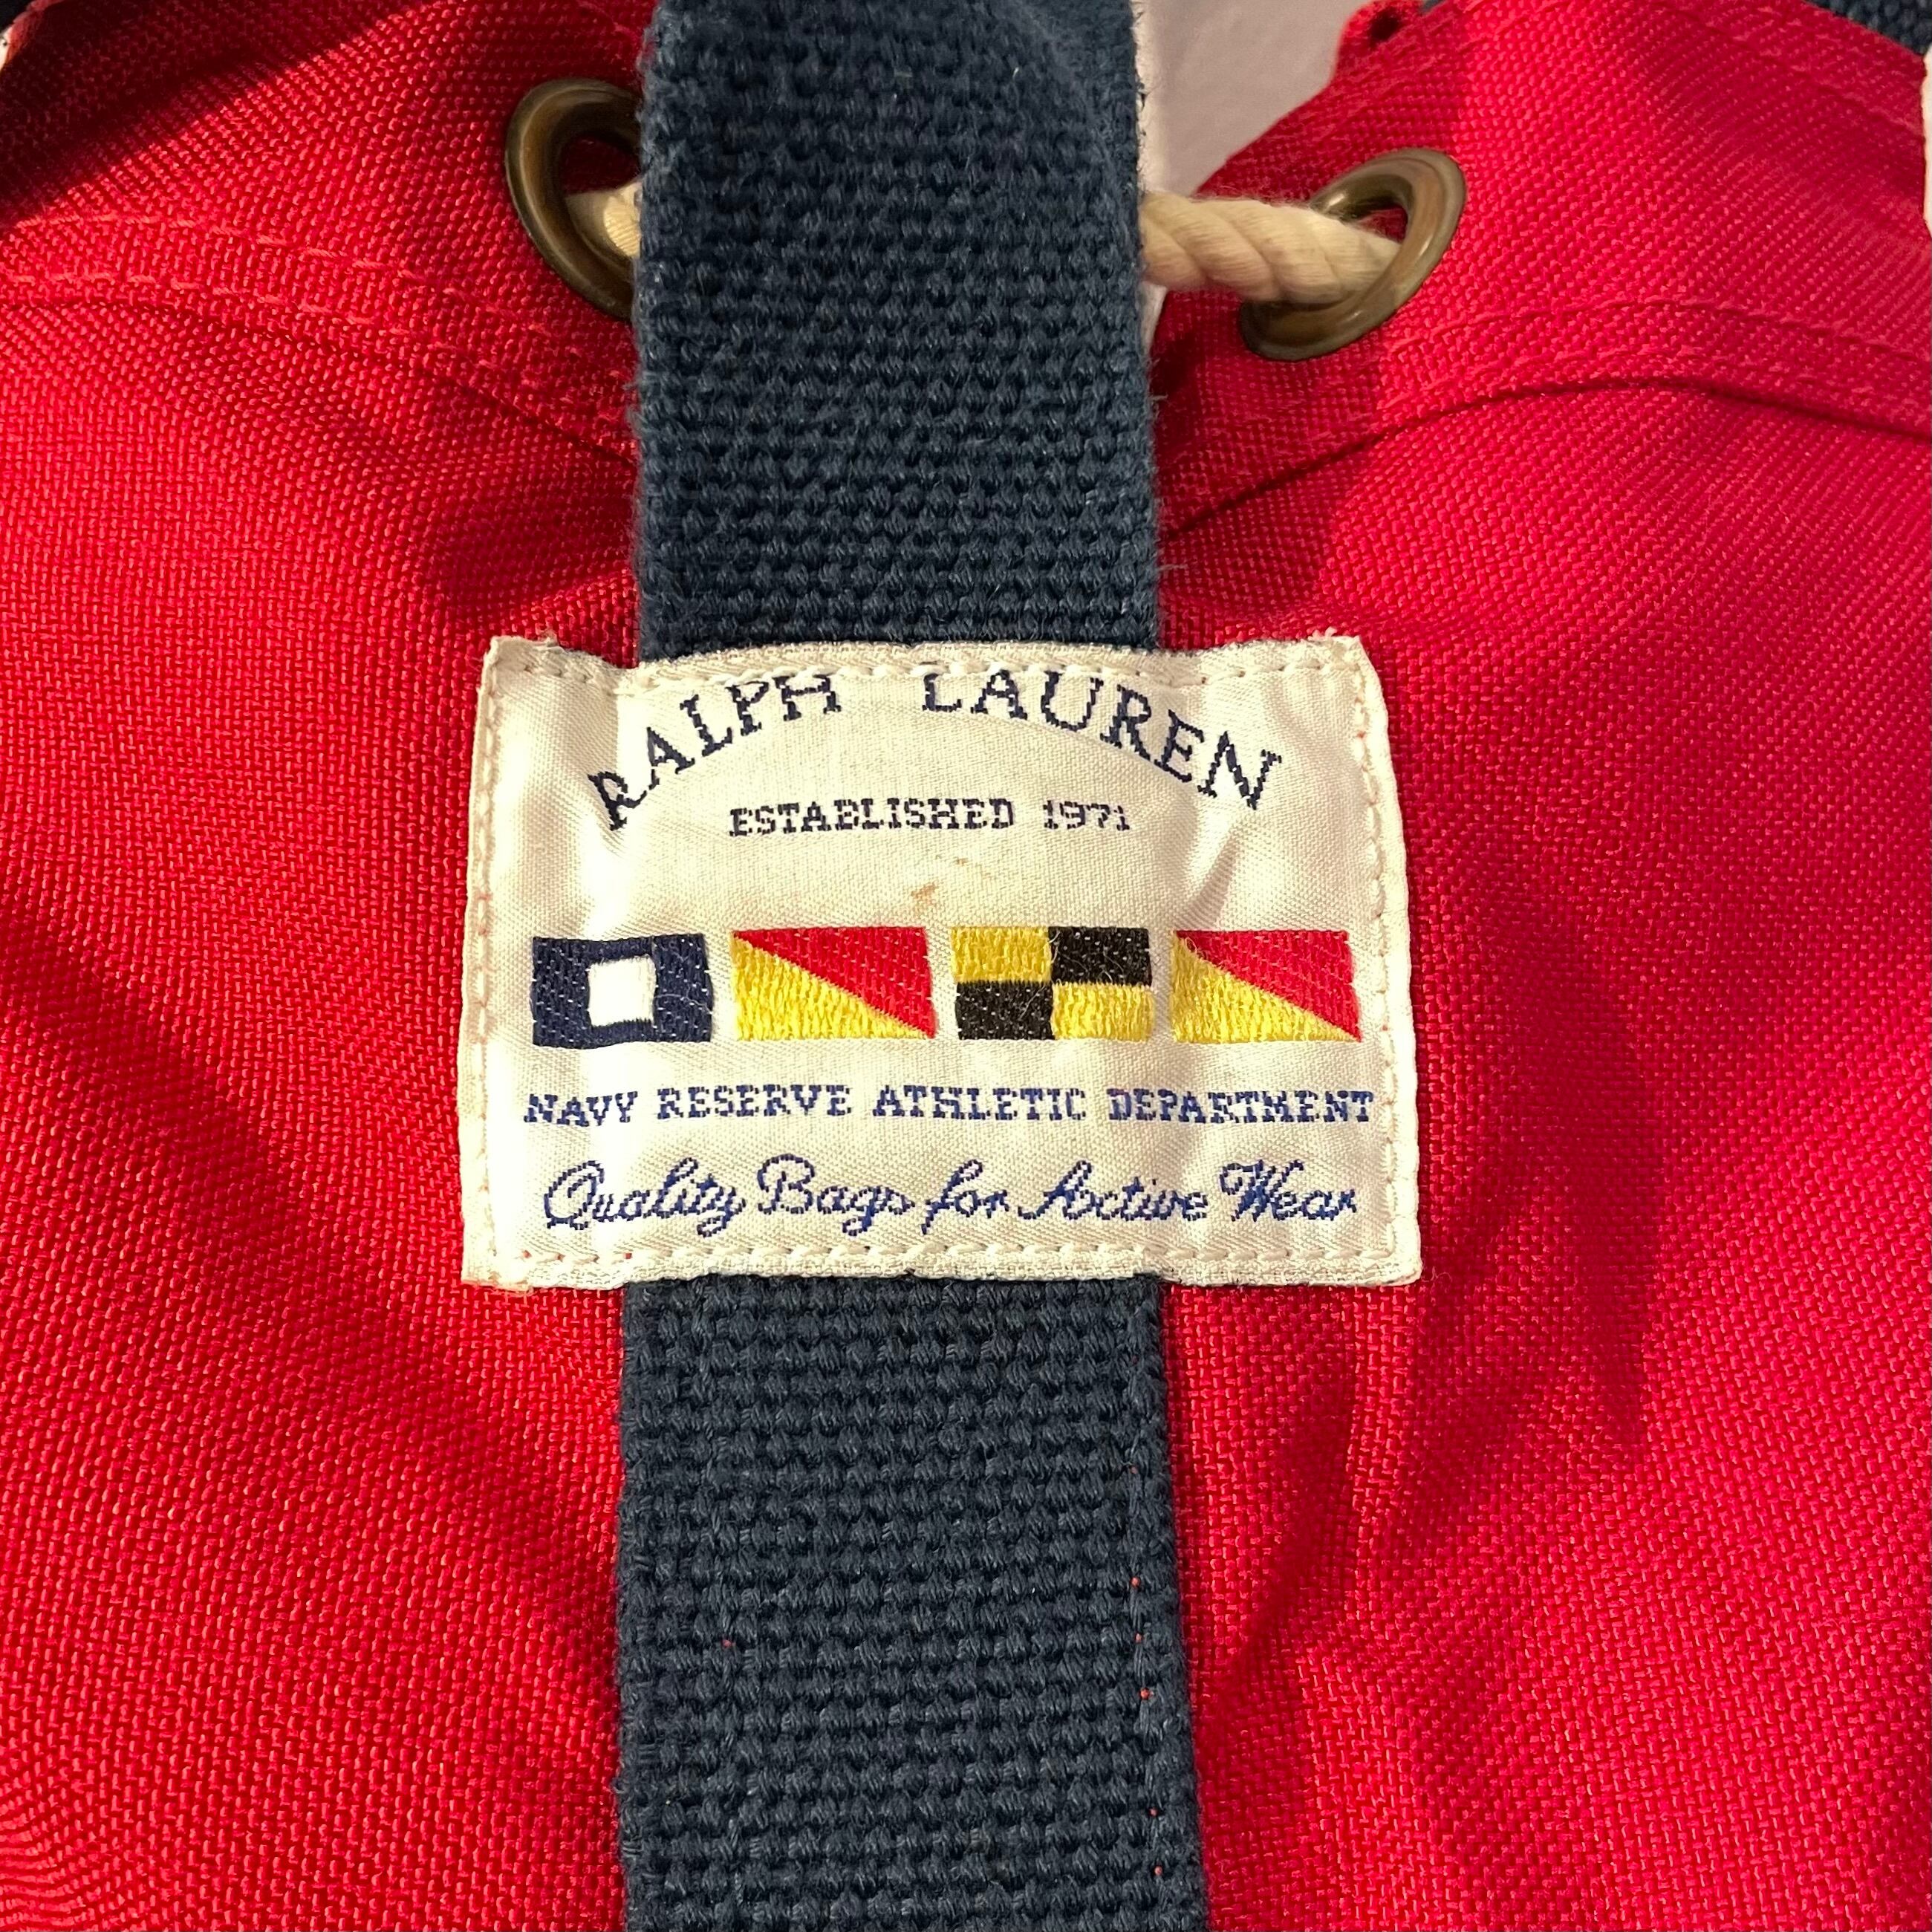 RALPH LAUREN
ESTABLISHED 1971
NAVY RESERVE ATHLETIC DEPARTMENT
Quality Bags for Active Wear